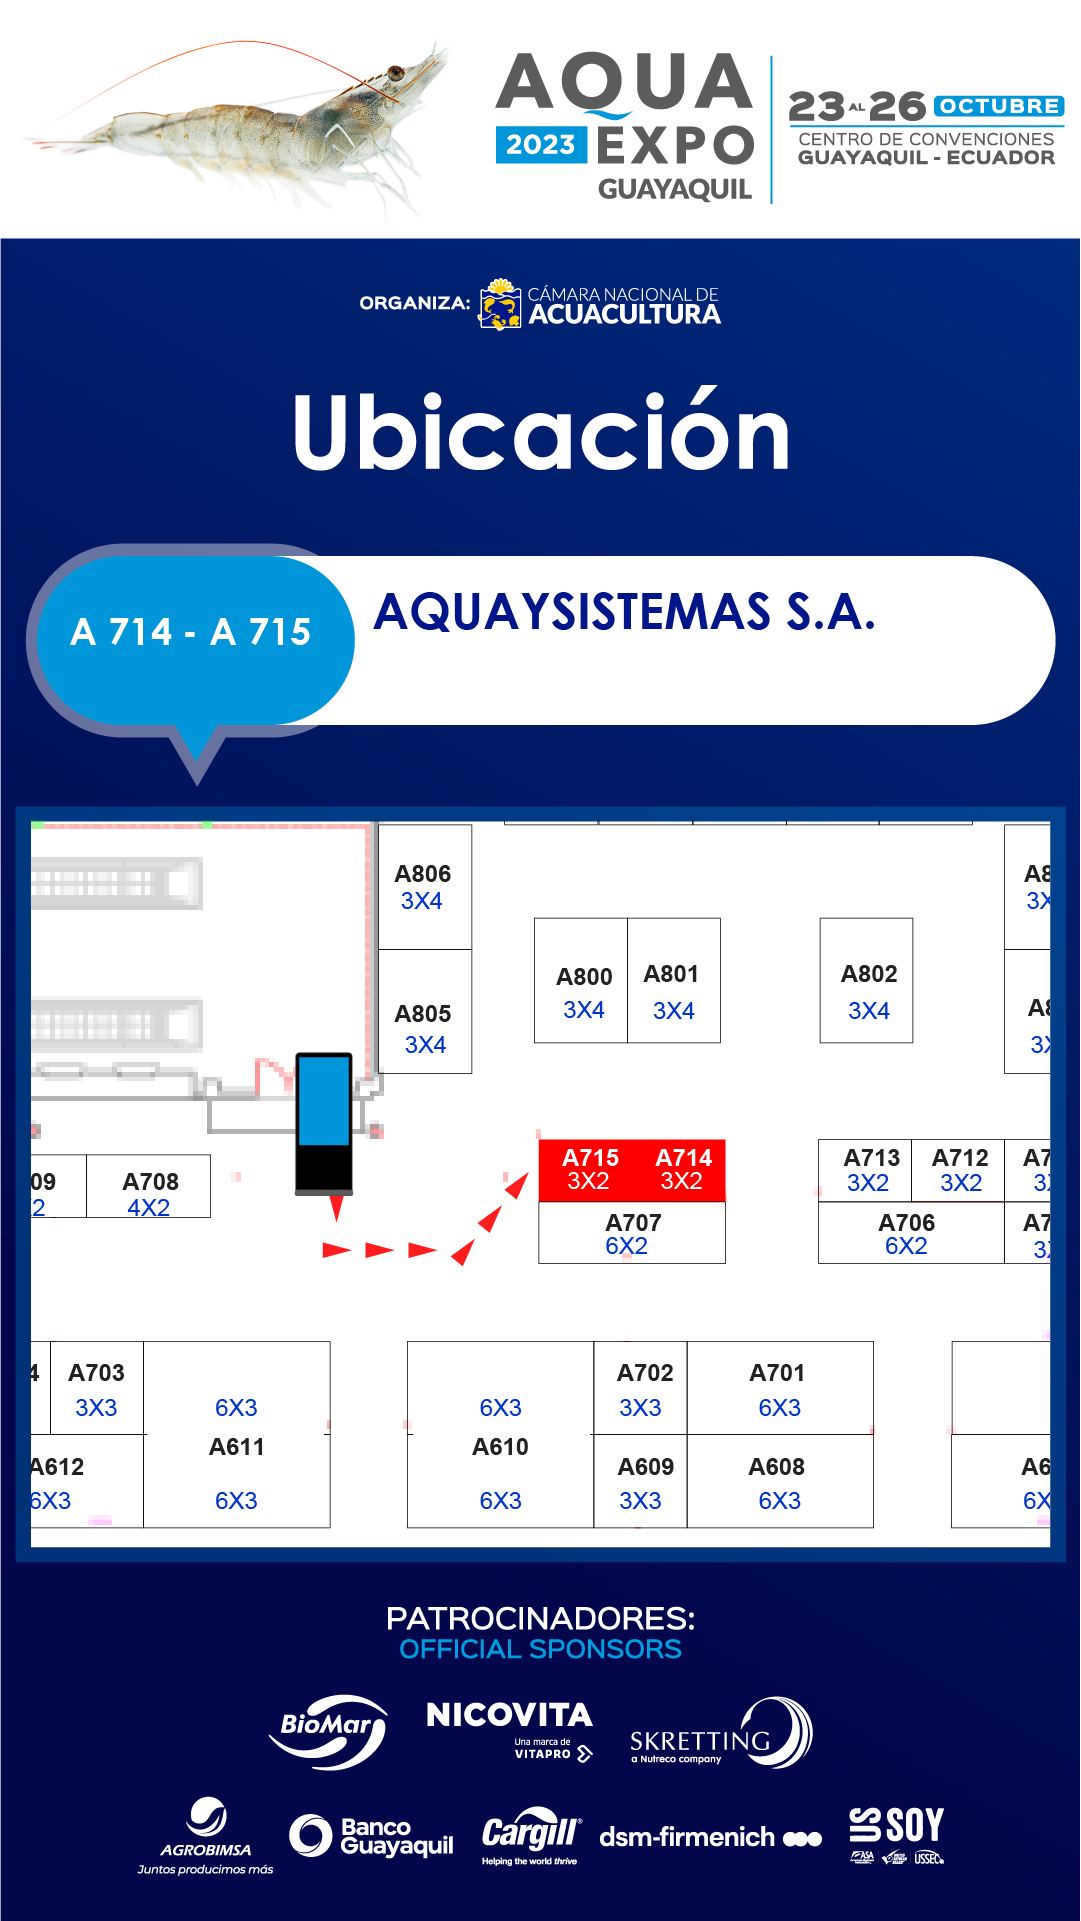 AQUA
2023 EXPO
GUAYAQUIL
23 AL 26 OCTUBRE
CENTRO DE CONVENCIONES
GUAYAQUIL - ECUADOR
ORGANIZA:
CÁMARA NACIONAL DE
ACUACULTURA
Ubicación
A 714 - A 715
AQUAYSISTEMAS S.A.
A806
3X4
A8
3X
A800
3X4
A801
3X4
A802
3X4
A805
3X4
A8
3X
A715
3X2
A714
3X2
A713
3X2
A712
3X2
A7
3X
09
2
A708
4X2
A707
6X2
A706
6X2
A7
3X
4
A703
3X3
6X3
A611
6X3
6X3
A610
6X3
A702
3X3
A701
6X3
A612
6X3
A609
3X3
A608
6X3
A6
6X
PATROCINADORES:
OFFICIAL SPONSORS
BioMar
NICOVITA
Una marca de
VITAPRO
SKRETTING
a Nutreco company
AGROBIMSA
Juntos producimos más
Banco
Guayaquil
Cargill®
Helping the world thrive
dsm-firmenich
US SOY
ASA
USSEC